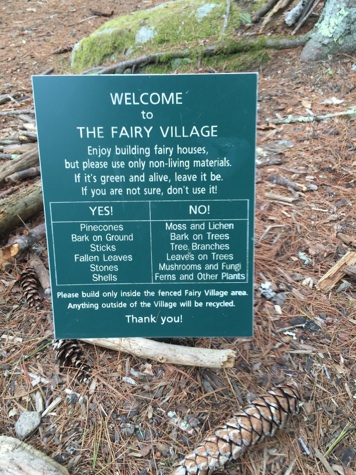 WELCOME
to
THE FAIRY VILLAGE
Enjoy building fairy houses,
but please use only non-living materials.
If it's green and alive, leave it be.
If you are not sure, don't use it!
YES! NO!
Pinecones Moss and Lichen
Bark on Ground Bark on Trees
Sticks Tree Branches
Fallen Leaves Leaves on Trees
Stones Mushrooms and Fungi
Shells Ferns and Other Plants
Please build only inside the fenced Fairy Village area.
Anything outside of the Village will be recycled.
Thank you!